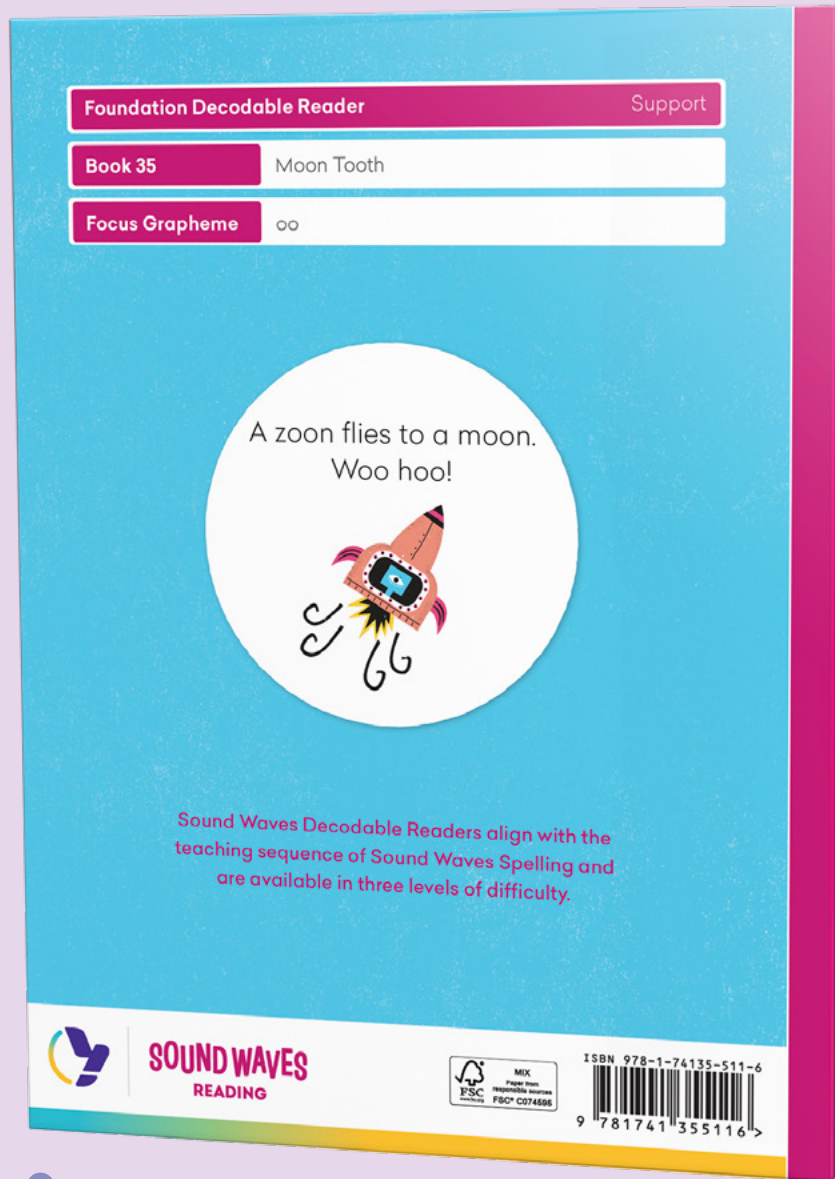 Foundation Decodable Reader Support
Book 35 Moon Tooth
Focus Grapheme oo
A zoon flies to a moon.
Woo hoo!
Sound Waves Decodable Readers align with the
teaching sequence of Sound Waves Spelling and
are available in three levels of difficulty.
SOUND WAVES
READING
FSC
www.fsc.org
MIX
Paper from
responsible sources
FSC® C074595
ISBN 978-1-74135-511-6
9 781741 355116 >